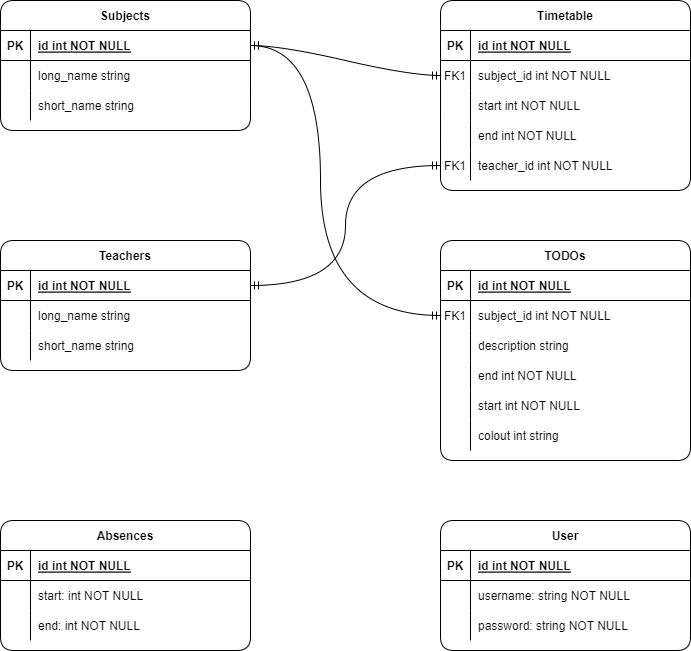 Subjects
PK id int NOT NULL
long_name string
short_name string
Timetable
PK id int NOT NULL
FK1 subject_id int NOT NULL
start int NOT NULL
end int NOT NULL
FK1 teacher_id int NOT NULL
Teachers
PK id int NOT NULL
long_name string
short_name string
TODOs
PK id int NOT NULL
FK1 subject_id int NOT NULL
description string
end int NOT NULL
start int NOT NULL
colout int string
Absences
PK id int NOT NULL
start: int NOT NULL
end: int NOT NULL
User
PK id int NOT NULL
username: string NOT NULL
password: string NOT NULL